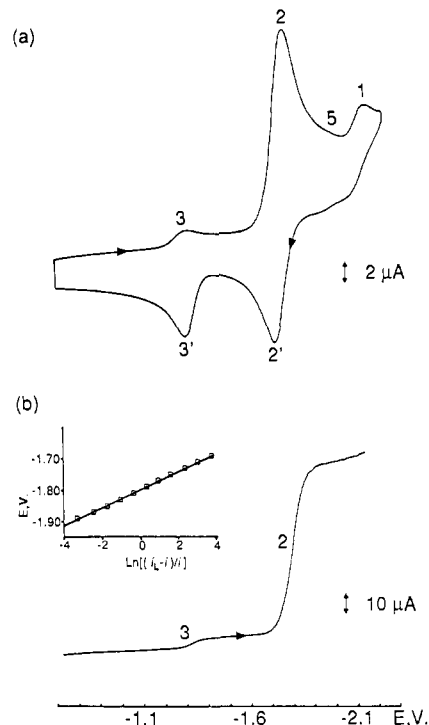 (a)
2
1
5
3
2 μA
3'
2'
(b)
E,V.
-1.70
-1.80
-1.90
-4 -2 0 2 4
Ln[(iL-i)/i]
2
10 μA
3
-1.1 -1.6 -2.1 E,V.